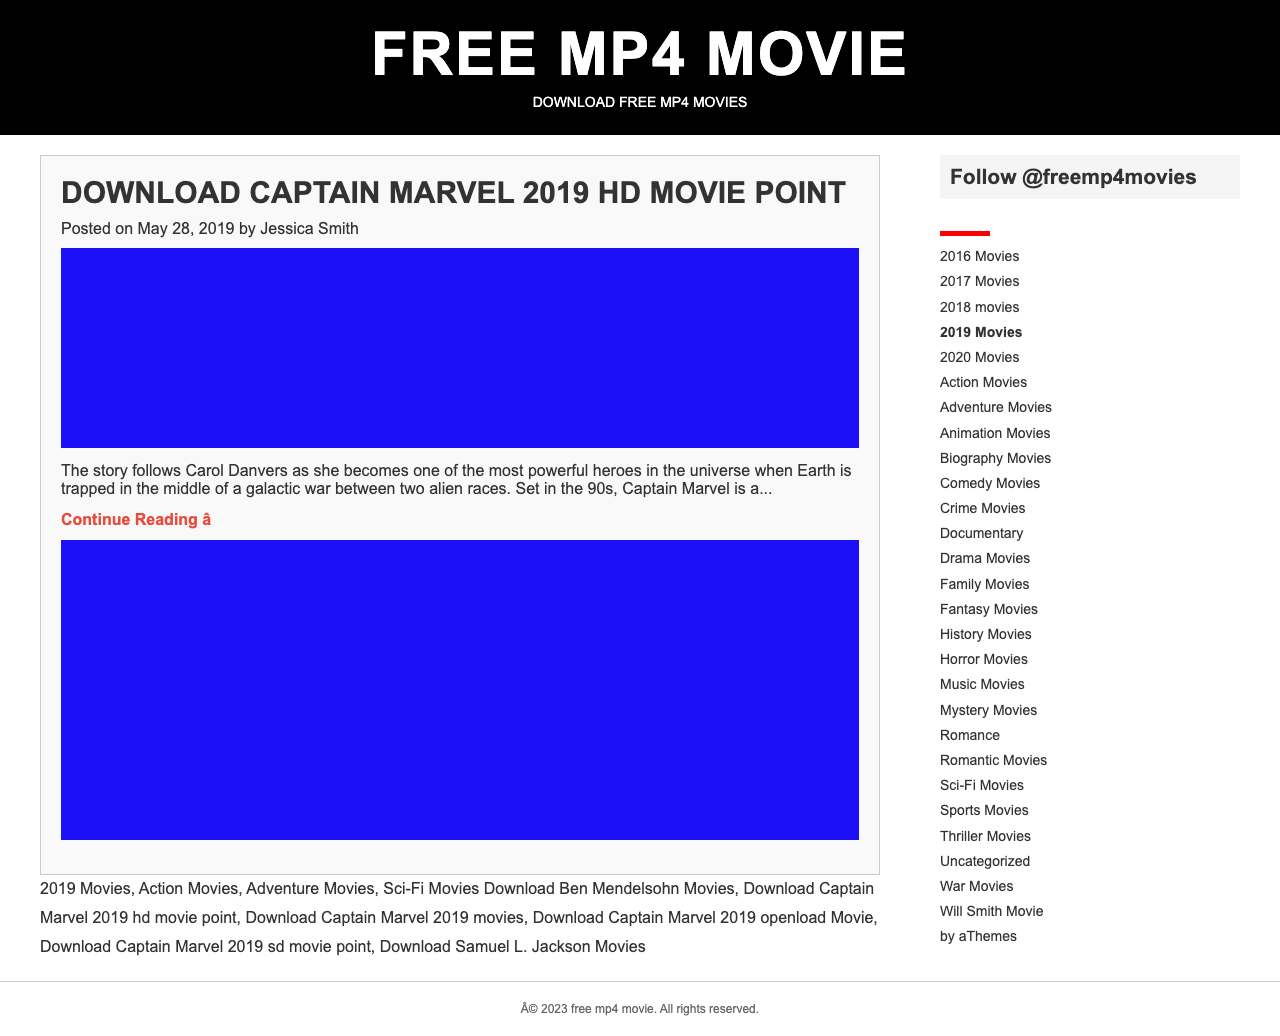 FREE MP4 MOVIE
DOWNLOAD FREE MP4 MOVIES
DOWNLOAD CAPTAIN MARVEL 2019 HD MOVIE POINT
Posted on May 28, 2019 by Jessica Smith
The story follows Carol Danvers as she becomes one of the most powerful heroes in the universe when Earth is
trapped in the middle of a galactic war between two alien races. Set in the 90s, Captain Marvel is a...
Continue Reading â
2019 Movies, Action Movies, Adventure Movies, Sci-Fi Movies Download Ben Mendelsohn Movies, Download Captain
Marvel 2019 hd movie point, Download Captain Marvel 2019 movies, Download Captain Marvel 2019 openload Movie,
Download Captain Marvel 2019 sd movie point, Download Samuel L. Jackson Movies
Follow @freemp4movies
2016 Movies
2017 Movies
2018 movies
2019 Movies
2020 Movies
Action Movies
Adventure Movies
Animation Movies
Biography Movies
Comedy Movies
Crime Movies
Documentary
Drama Movies
Family Movies
Fantasy Movies
History Movies
Horror Movies
Music Movies
Mystery Movies
Romance
Romantic Movies
Sci-Fi Movies
Sports Movies
Thriller Movies
Uncategorized
War Movies
Will Smith Movie
by aThemes
Â© 2023 free mp4 movie. All rights reserved.